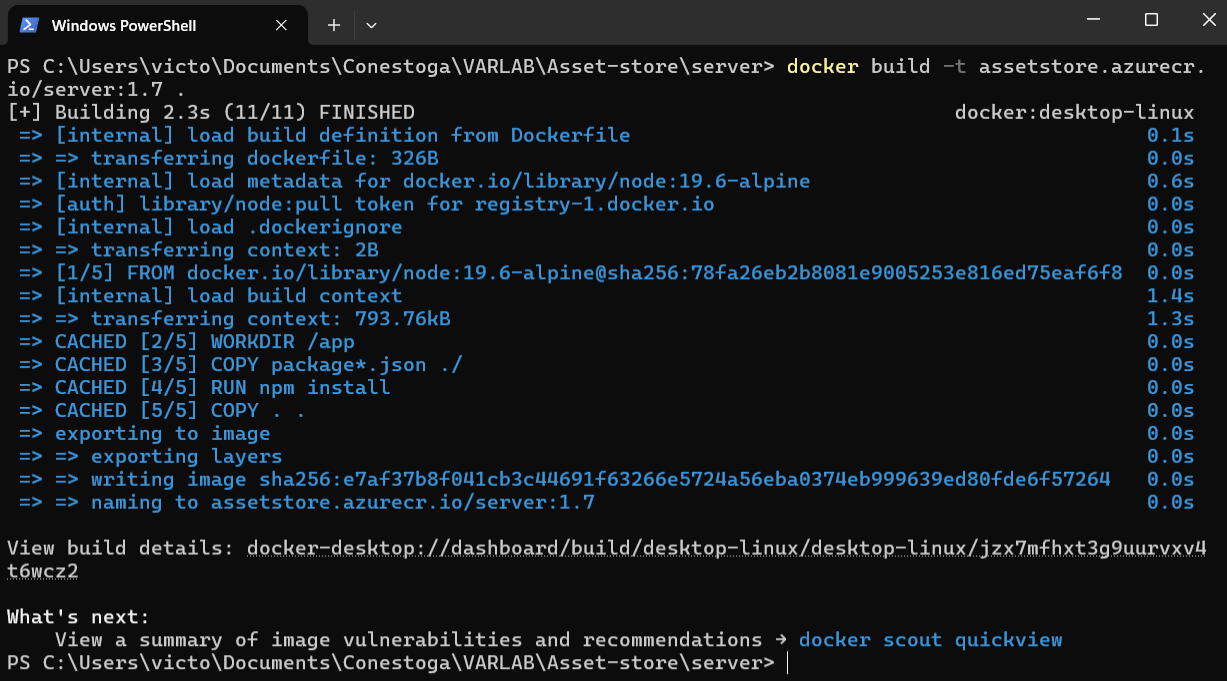 Windows PowerShell
PS C:\Users\victo\Documents\Conestoga\VARLAB\Asset-store\server> docker build -t assetstore.azurecr.
io/server:1.7 .
[+] Building 2.3s (11/11) FINISHED docker:desktop-linux
=> [internal] load build definition from Dockerfile 0.1s
=> => transferring dockerfile: 326B 0.0s
=> [internal] load metadata for docker.io/library/node:19.6-alpine 0.6s
=> [auth] library/node:pull token for registry-1.docker.io 0.0s
=> [internal] load .dockerignore 0.0s
=> => transferring context: 2B 0.0s
=> [1/5] FROM docker.io/library/node:19.6-alpine@sha256:78fa26eb2b8081e9005253e816ed75eaf6f8 0.0s
=> [internal] load build context 1.4s
=> => transferring context: 793.76kB 1.3s
=> CACHED [2/5] WORKDIR /app 0.0s
=> CACHED [3/5] COPY package*.json ./ 0.0s
=> CACHED [4/5] RUN npm install 0.0s
=> CACHED [5/5] COPY . . 0.0s
=> exporting to image 0.0s
=> => exporting layers 0.0s
=> => writing image sha256:e7af37b8f041cb3c44691f63266e5724a56eba0374eb999639ed80fde6f57264 0.0s
=> => naming to assetstore.azurecr.io/server:1.7 0.0s
View build details: docker-desktop://dashboard/build/desktop-linux/desktop-linux/jzx7mfhxt3g9uurvxv4
t6wcz2
What's next:
View a summary of image vulnerabilities and recommendations → docker scout quickview
PS C:\Users\victo\Documents\Conestoga\VARLAB\Asset-store\server>